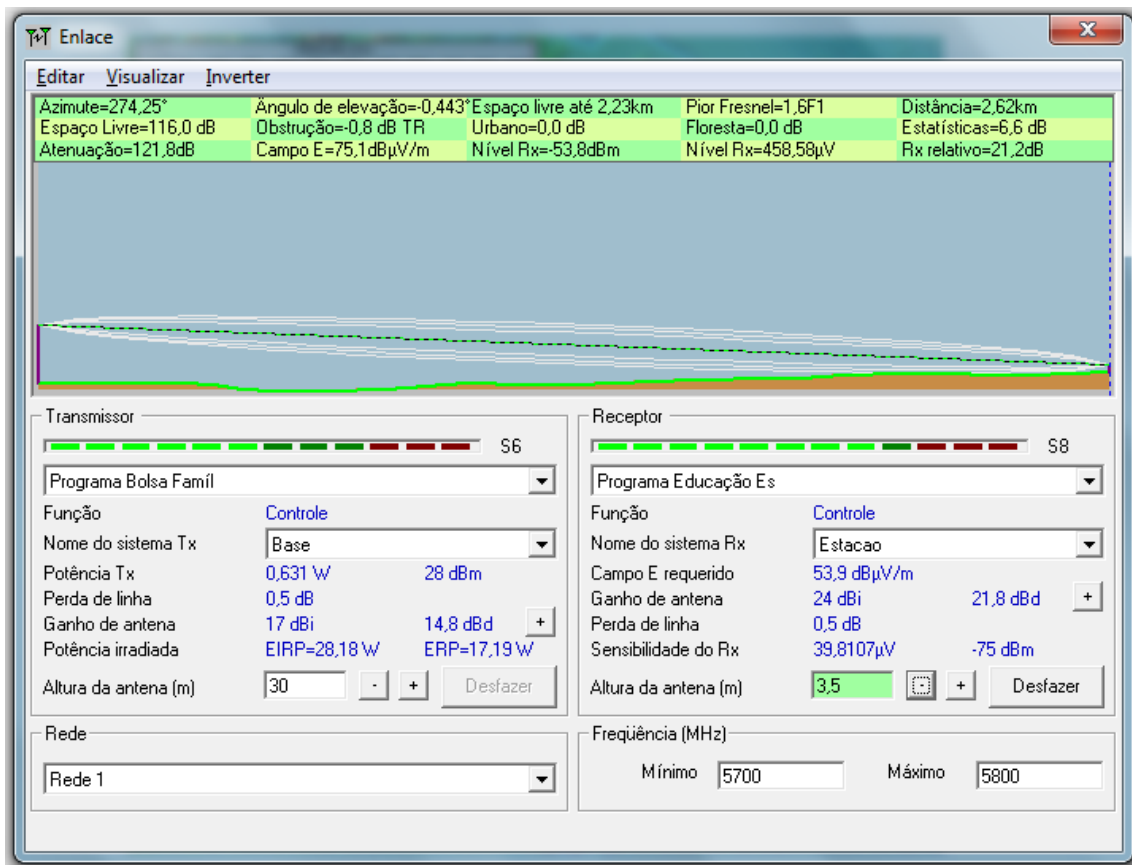 Enlace
Editar Visualizar Inverter
Azimute=274,25° Ângulo de elevação=-0,443° Espaço livre até 2,23km Pior Fresnel=1,6F1 Distância=2,62km
Espaço Livre=116,0 dB Obstrução=-0,8 dB TR Urbano=0,0 dB Floresta=0,0 dB Estatísticas=6,6 dB
Atenuação=121,8dB Campo E=75,1dBµV/m Nível Rx=-53,8dBm Nível Rx=458,58µV Rx relativo=21,2dB
Transmissor
S6
Programa Bolsa Famíl
Função Controle
Nome do sistema Tx Base
Potência Tx 0,631 W 28 dBm
Perda de linha 0,5 dB
Ganho de antena 17 dBi 14,8 dBd +
Potência irradiada EIRP=28,18 W ERP=17,19 W
Altura da antena (m) 30 - + Desfazer
Rede
Rede 1
Receptor
S8
Programa Educação Es
Função Controle
Nome do sistema Rx Estacao
Campo E requerido 53,9 dBµV/m
Ganho de antena 24 dBi 21,8 dBd +
Perda de linha 0,5 dB
Sensibilidade do Rx 39,8107µV -75 dBm
Altura da antena (m) 3,5 - + Desfazer
Freqüência (MHz)
Mínimo 5700 Máximo 5800